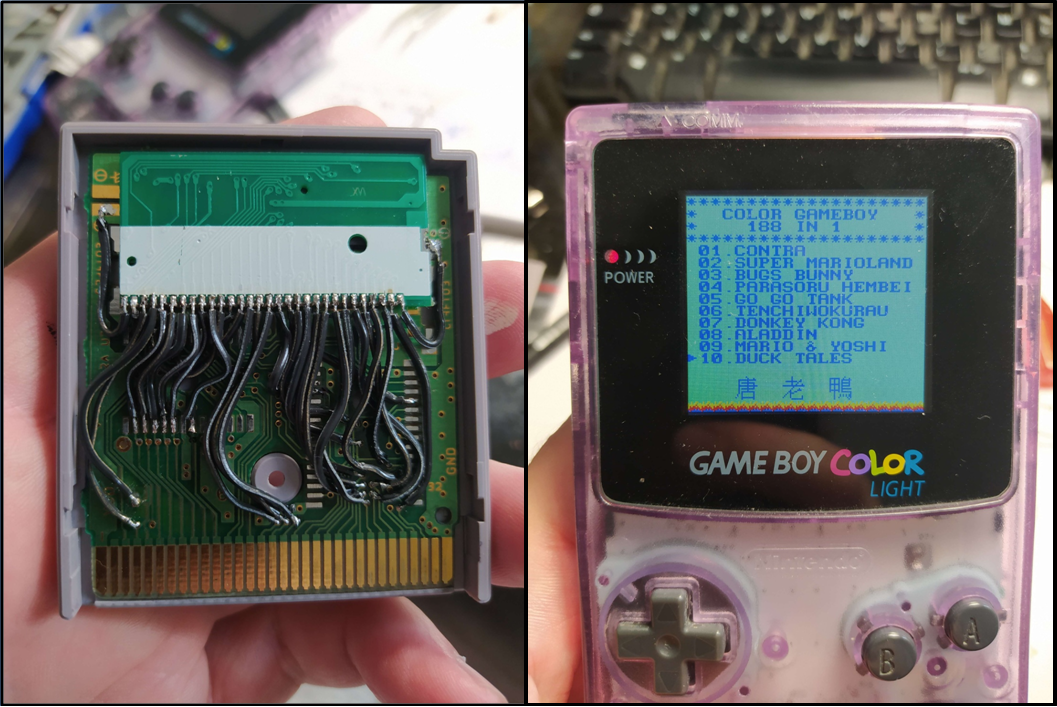 GND
COMM.
POWER
COLOR GAMEBOY
188 IN 1
01.CONTRA
02.SUPER MARIOLAND
03.BUGS BUNNY
04.PARASORU HEMBEI
05.GO GO TANK
06.TENCHIWOKURAU
07.DONKEY KONG
08.ALADDIN
09.MARIO & YOSHI
10.DUCK TALES
唐老鴨
GAME BOY COLOR
LIGHT
Nintendo
B
A